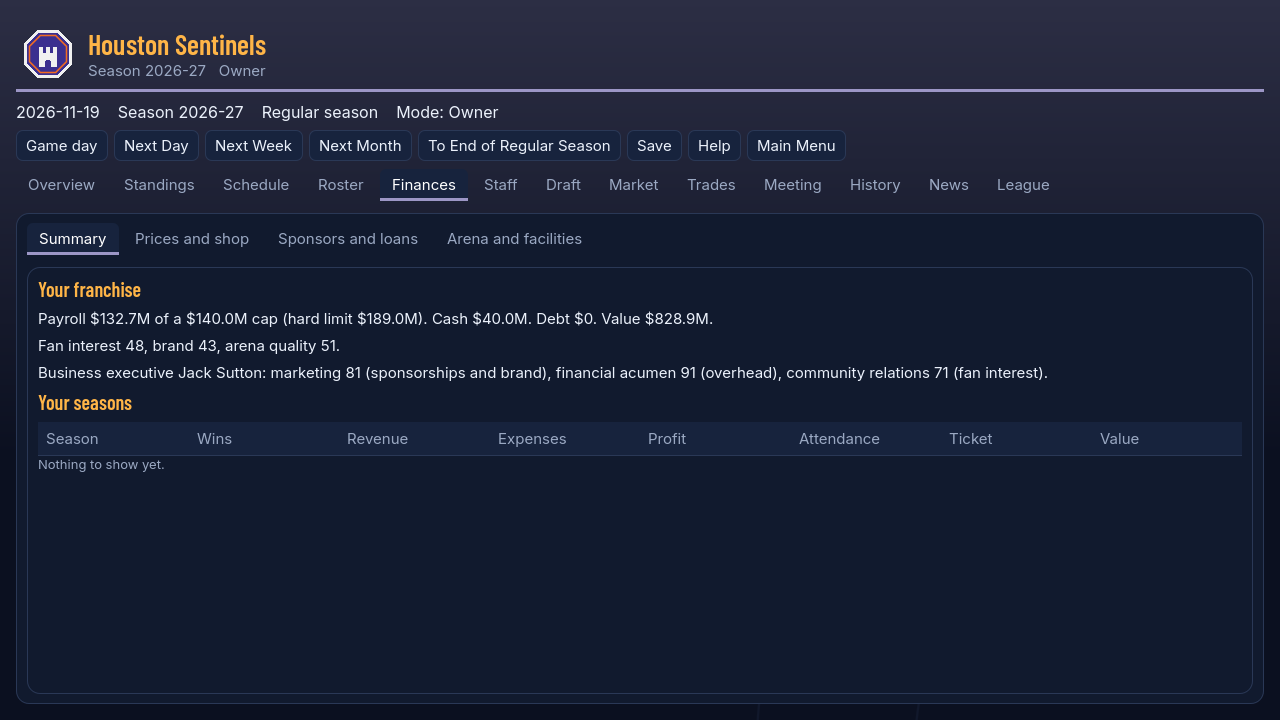 Houston Sentinels
Season 2026-27 Owner
2026-11-19 Season 2026-27 Regular season Mode: Owner
Game day Next Day Next Week Next Month To End of Regular Season Save Help Main Menu
Overview Standings Schedule Roster Finances Staff Draft Market Trades Meeting History News League
Summary Prices and shop Sponsors and loans Arena and facilities
Your franchise
Payroll $132.7M of a $140.0M cap (hard limit $189.0M). Cash $40.0M. Debt $0. Value $828.9M.
Fan interest 48, brand 43, arena quality 51.
Business executive Jack Sutton: marketing 81 (sponsorships and brand), financial acumen 91 (overhead), community relations 71 (fan interest).
Your seasons
Season Wins Revenue Expenses Profit Attendance Ticket Value
Nothing to show yet.